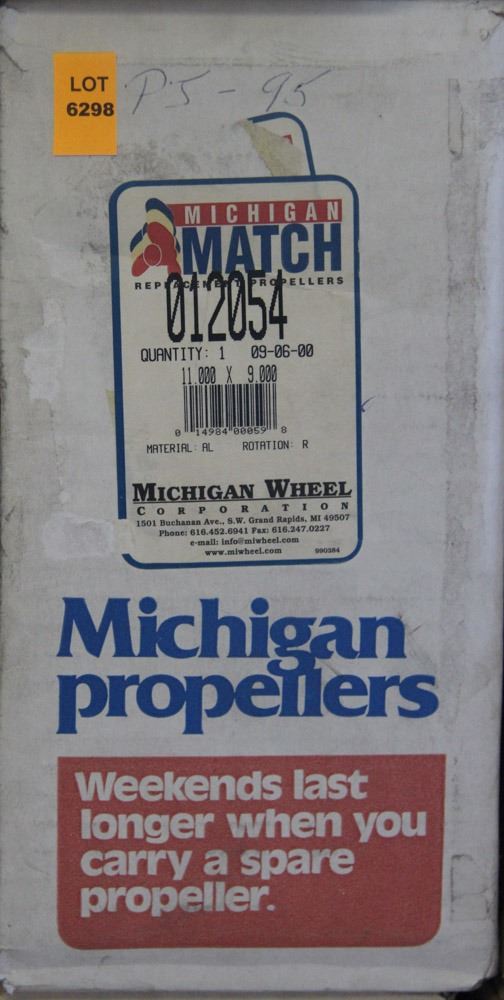 LOT
6298
P5-95
MICHIGAN
MATCH
REPLACEMENT PROPELLERS
012054
QUANTITY: 1 09-06-00
11.000 X 9.000
0 14984 00059 8
MATERIAL: AL ROTATION: R
MICHIGAN WHEEL
CORPORATION
1501 Buchanan Ave., S.W. Grand Rapids, MI 49507
Phone: 616.452.6941 Fax: 616.247.0227
e-mail: info@miwheel.com
www.miwheel.com 990384
Michigan
propellers
Weekends last
longer when you
carry a spare
propeller.